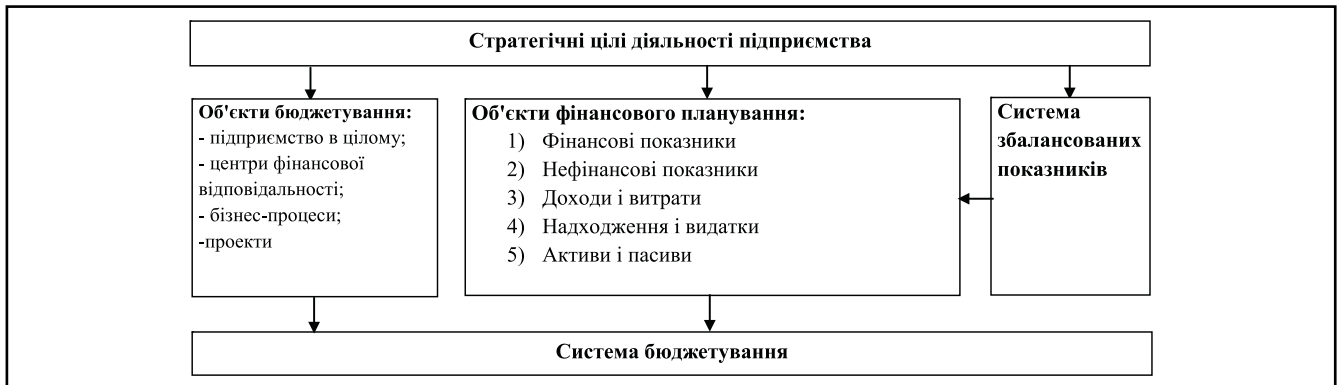 Стратегічні цілі діяльності підприємства
Об'єкти бюджетування:
- підприємство в цілому;
- центри фінансової
відповідальності;
- бізнес-процеси;
-проекти
Об'єкти фінансового планування:
1) Фінансові показники
2) Нефінансові показники
3) Доходи і витрати
4) Надходження і видатки
5) Активи і пасиви
Система
збалансованих
показників
Система бюджетування